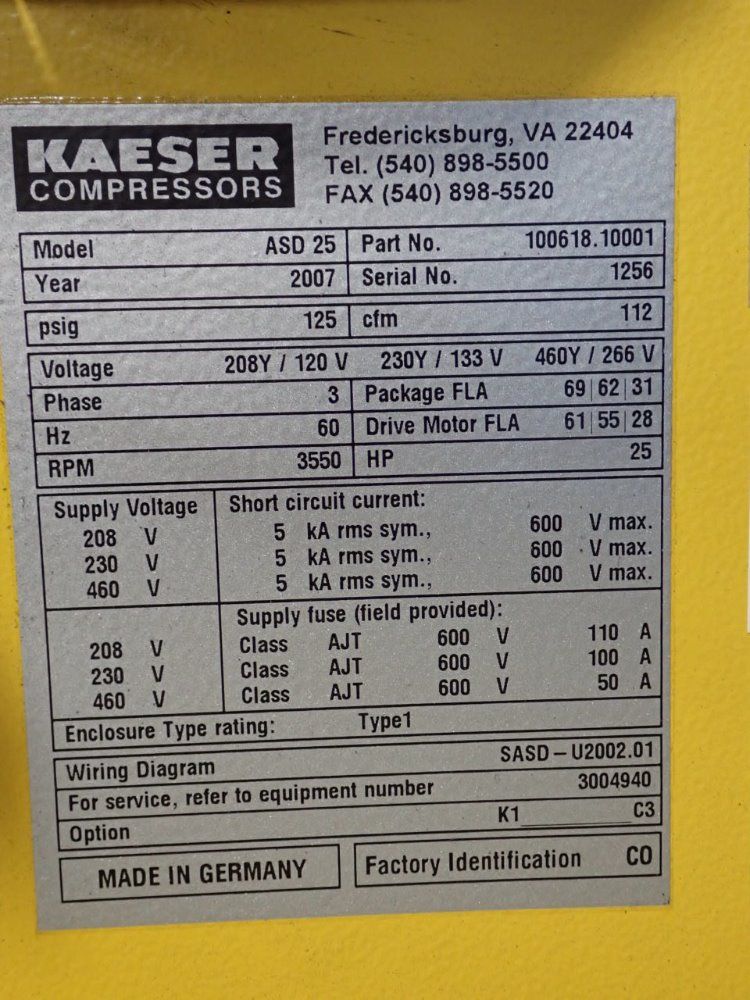 KAESER
COMPRESSORS
Fredericksburg, VA 22404
Tel. (540) 898-5500
FAX (540) 898-5520
Model ASD 25 Part No. 100618.10001
Year 2007 Serial No. 1256
psig 125 cfm 112
Voltage 208Y / 120 V 230Y / 133 V 460Y / 266 V
Phase 3 Package FLA 69|62|31
Hz 60 Drive Motor FLA 61|55|28
RPM 3550 HP 25
Supply Voltage Short circuit current:
208 V 5 kA rms sym., 600 V max.
230 V 5 kA rms sym., 600 V max.
460 V 5 kA rms sym., 600 V max.
Supply fuse (field provided):
208 V Class AJT 600 V 110 A
230 V Class AJT 600 V 100 A
460 V Class AJT 600 V 50 A
Enclosure Type rating: Type1
Wiring Diagram SASD – U2002.01
For service, refer to equipment number 3004940
Option K1 C3
MADE IN GERMANY Factory Identification CO